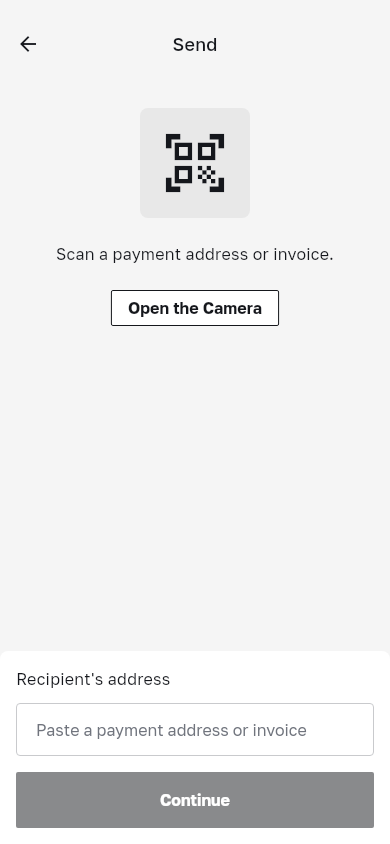 Send
Scan a payment address or invoice.
Open the Camera
Recipient's address
Paste a payment address or invoice
Continue